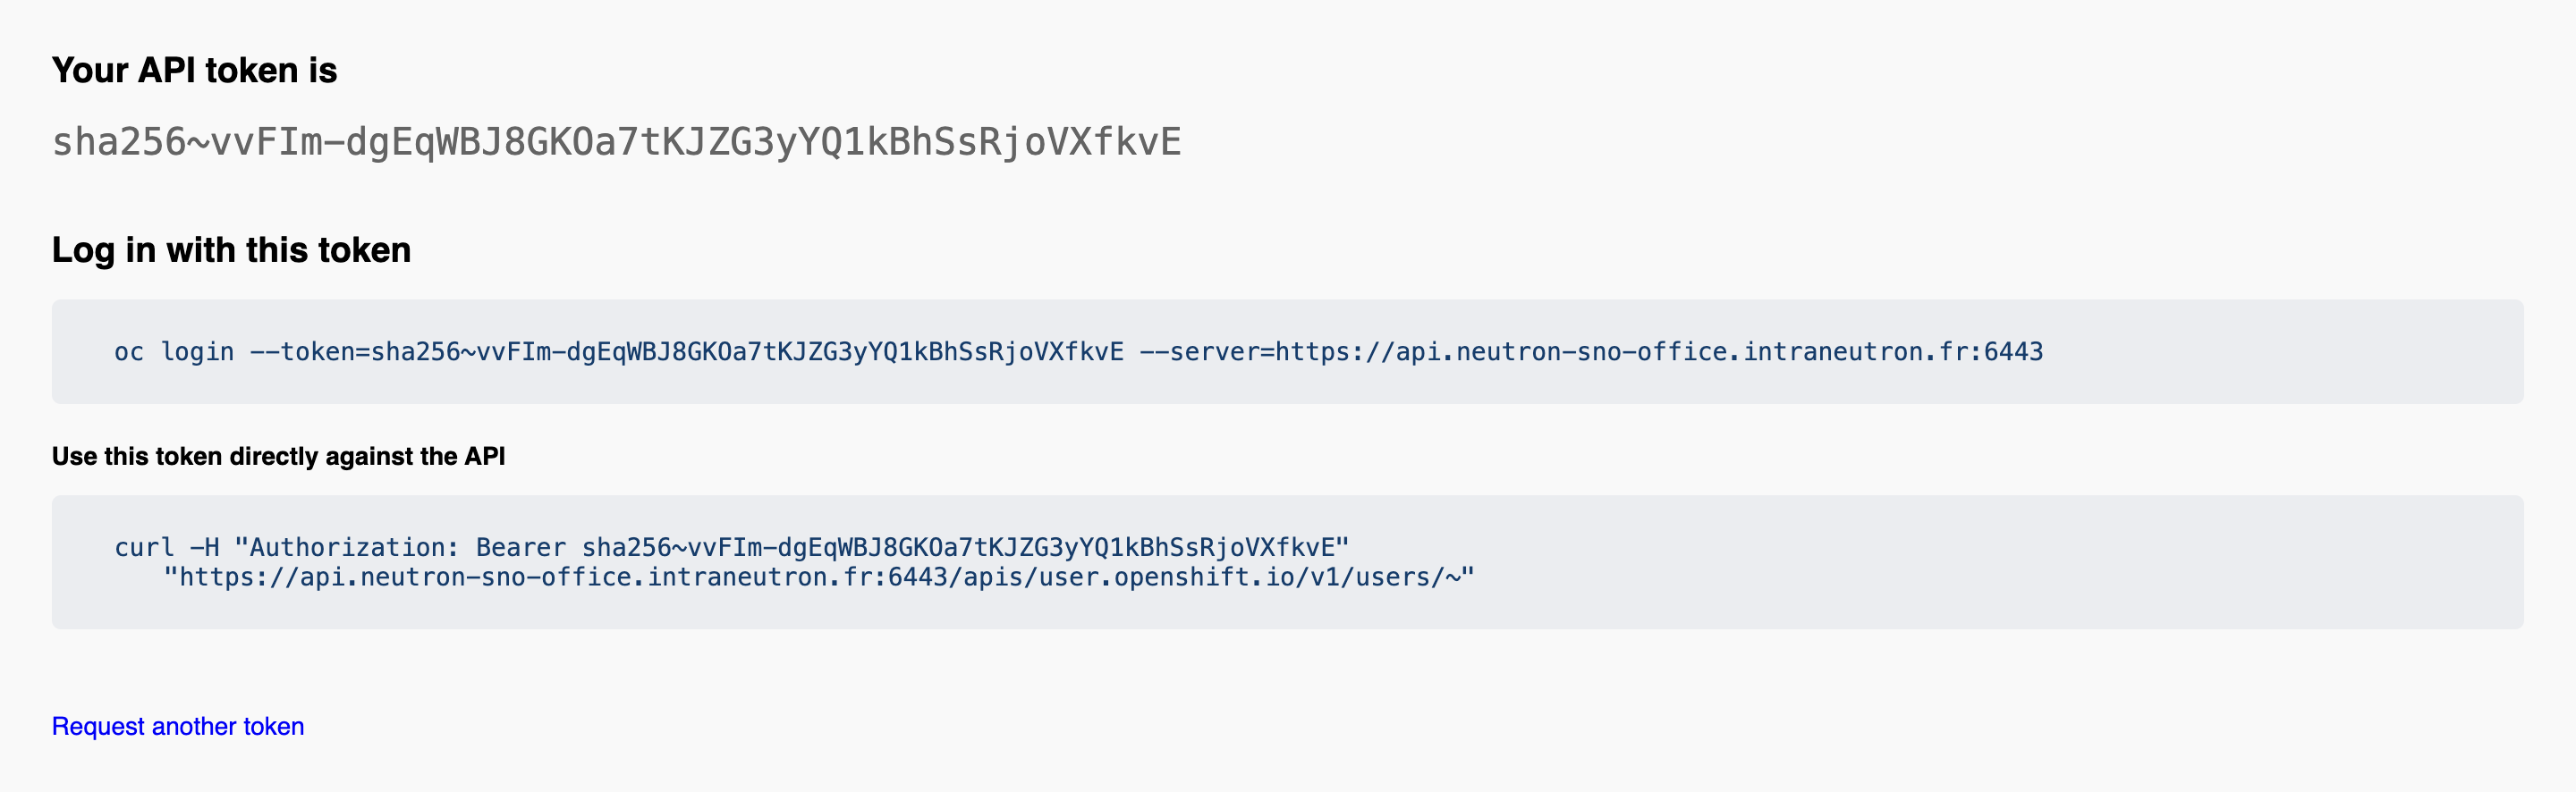 Your API token is
sha256~vvFIm-dgEqWBJ8GKOa7tKJZG3yYQ1kBhSsRjoVXfkvE
Log in with this token
oc login --token=sha256~vvFIm-dgEqWBJ8GKOa7tKJZG3yYQ1kBhSsRjoVXfkvE --server=https://api.neutron-sno-office.intraneutron.fr:6443
Use this token directly against the API
curl -H "Authorization: Bearer sha256~vvFIm-dgEqWBJ8GKOa7tKJZG3yYQ1kBhSsRjoVXfkvE"
"https://api.neutron-sno-office.intraneutron.fr:6443/apis/user.openshift.io/v1/users/~"
Request another token